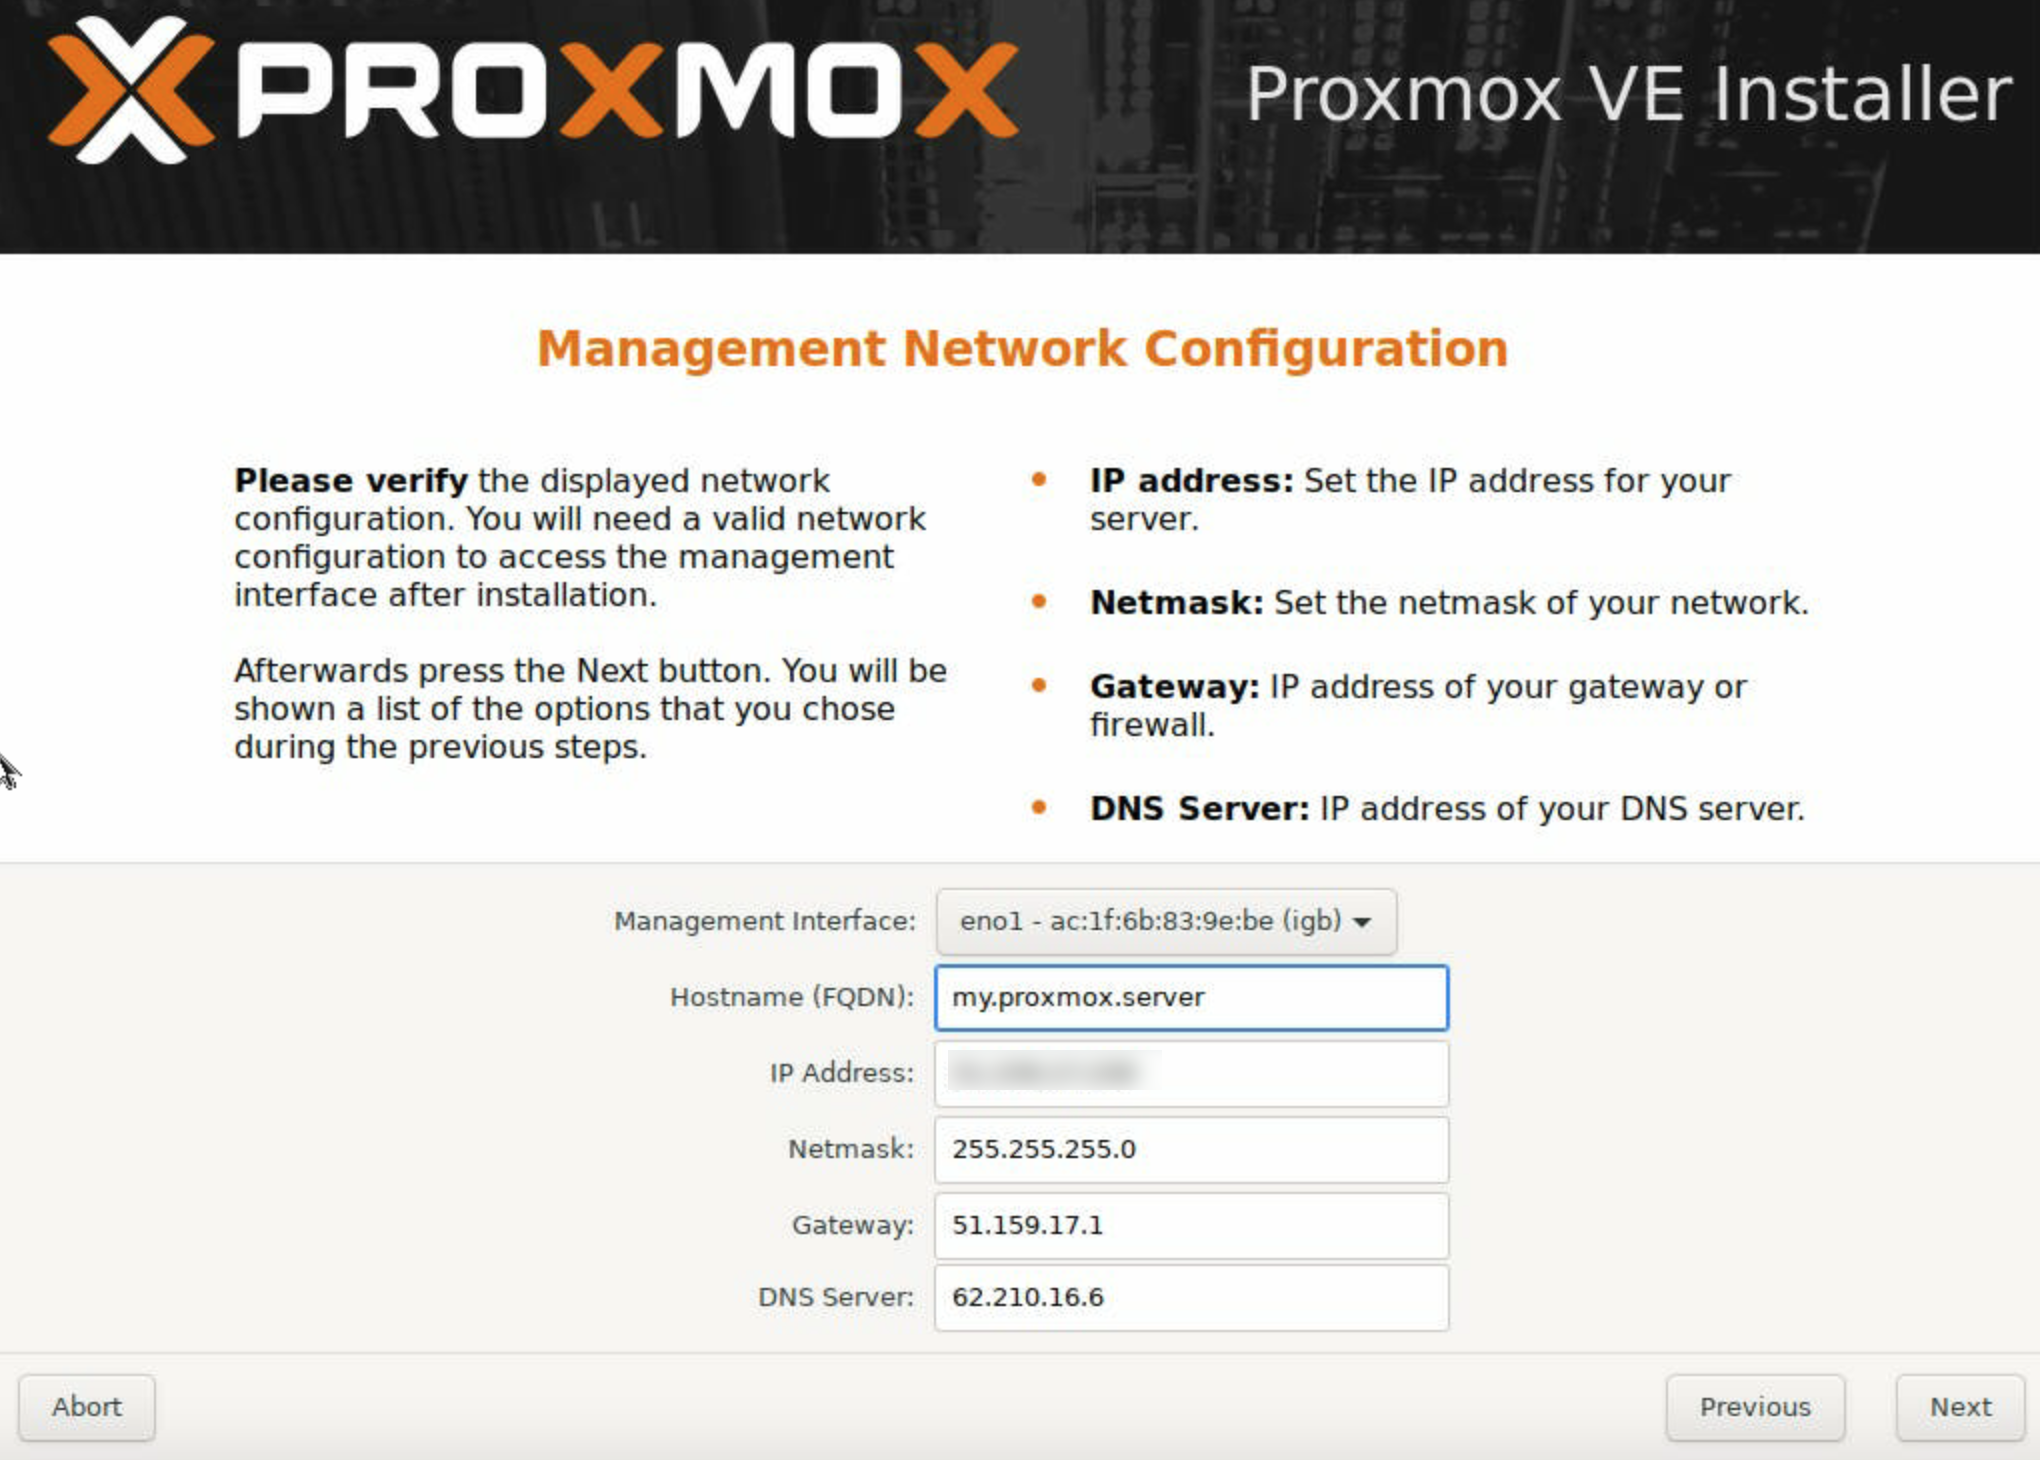 PROXMOX
Proxmox VE Installer
Management Network Configuration
Please verify the displayed network
configuration. You will need a valid network
configuration to access the management
interface after installation.
Afterwards press the Next button. You will be
shown a list of the options that you chose
during the previous steps.
• IP address: Set the IP address for your
server.
• Netmask: Set the netmask of your network.
• Gateway: IP address of your gateway or
firewall.
• DNS Server: IP address of your DNS server.
Management Interface: eno1 - ac:1f:6b:83:9e:be (igb)
Hostname (FQDN): my.proxmox.server
IP Address:
Netmask: 255.255.255.0
Gateway: 51.159.17.1
DNS Server: 62.210.16.6
Abort Previous Next